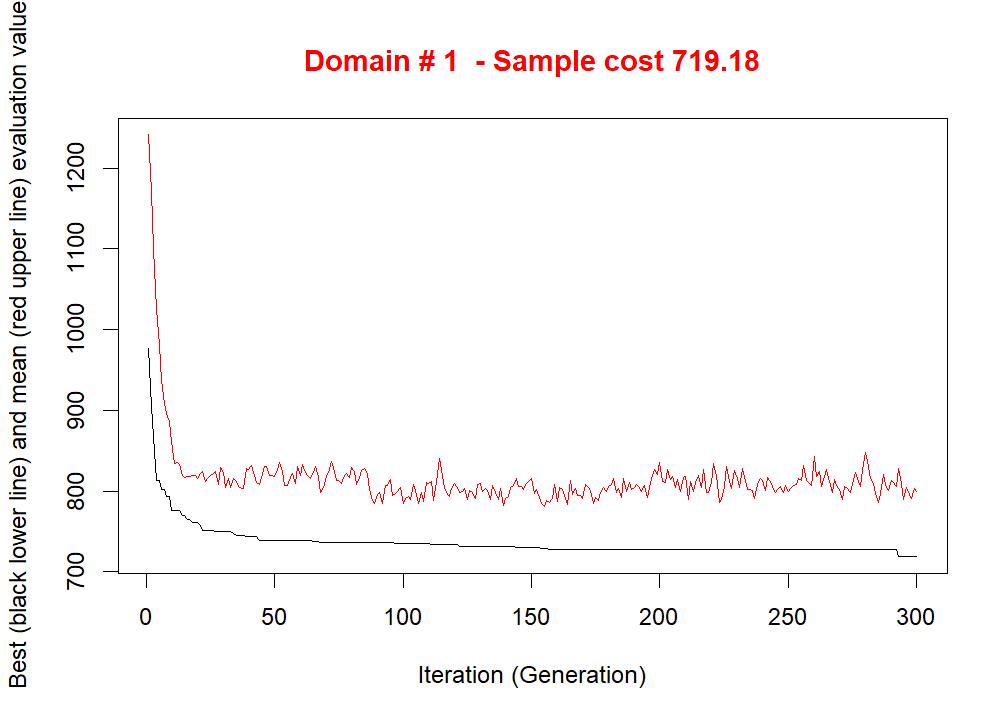 Domain # 1  - Sample cost 719.18
Best (black lower line) and mean (red upper line) evaluation value
1200
1100
1000
900
800
700
0 50 100 150 200 250 300
Iteration (Generation)